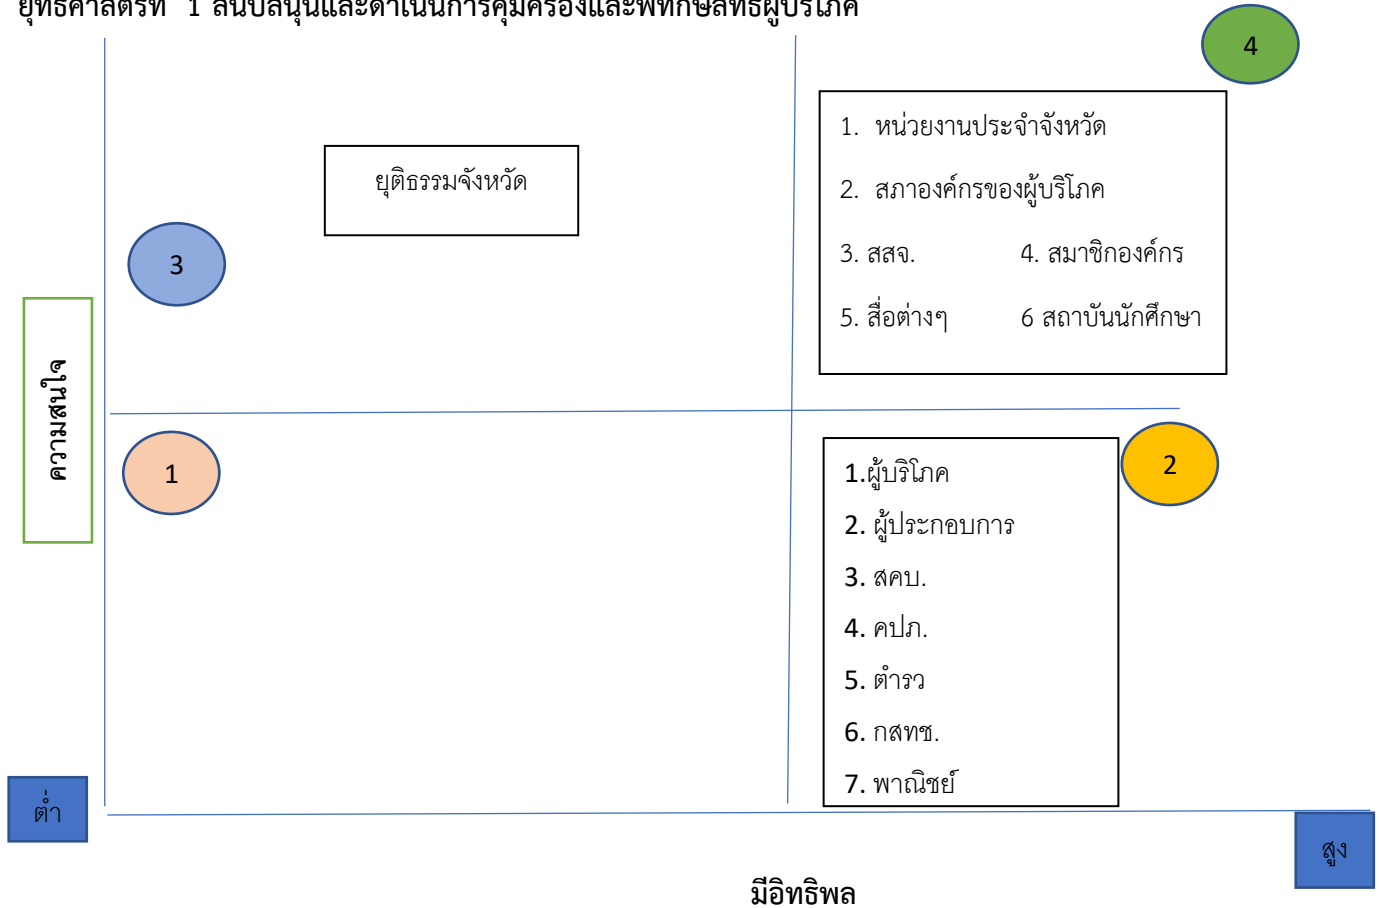 ยุทธศาสตร์ที่ 1 สนับสนุนและดำเนินการคุ้มครองและพิทักษ์สิทธิผู้บริโภค
4
1. หน่วยงานประจำจังหวัด
ยุติธรรมจังหวัด
2. สภาองค์กรของผู้บริโภค
3
3. สสจ. 4. สมาชิกองค์กร
5. สื่อต่างๆ 6 สถาบันนักศึกษา
ความสนใจ
1
2
1.ผู้บริโภค
2. ผู้ประกอบการ
3. สคบ.
4. คปภ.
5. ตำรว
6. กสทช.
7. พาณิชย์
ต่ำ
สูง
มีอิทธิพล